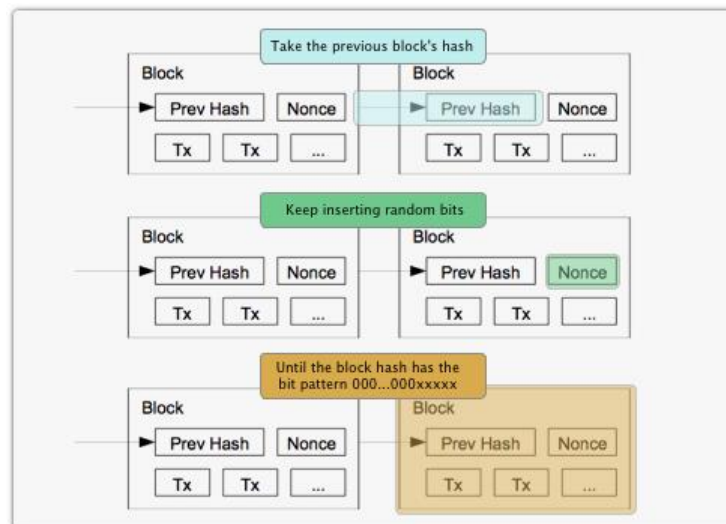 Take the previous block's hash
Block
Block
Prev Hash Nonce
Prev Hash Nonce
Tx Tx ...
Tx Tx ...
Keep inserting random bits
Block
Block
Prev Hash Nonce
Prev Hash Nonce
Tx Tx ...
Tx Tx ...
Until the block hash has the
bit pattern 000...000xxxxx
Block
Block
Prev Hash Nonce
Prev Hash Nonce
Tx Tx ...
Tx Tx ...